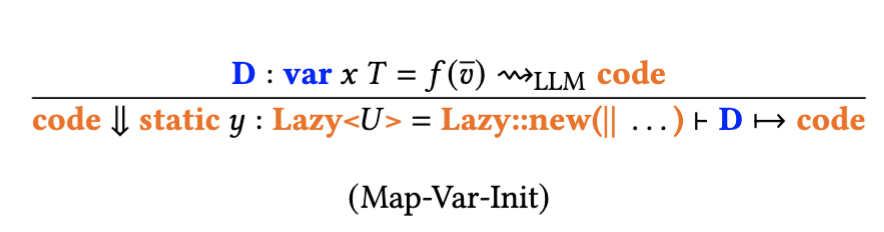 D : var x T = f(v̅) ⇝LLM code
code ⇓ static y : Lazy<U> = Lazy::new(|| ...) ⊢ D ↦ code
(Map-Var-Init)